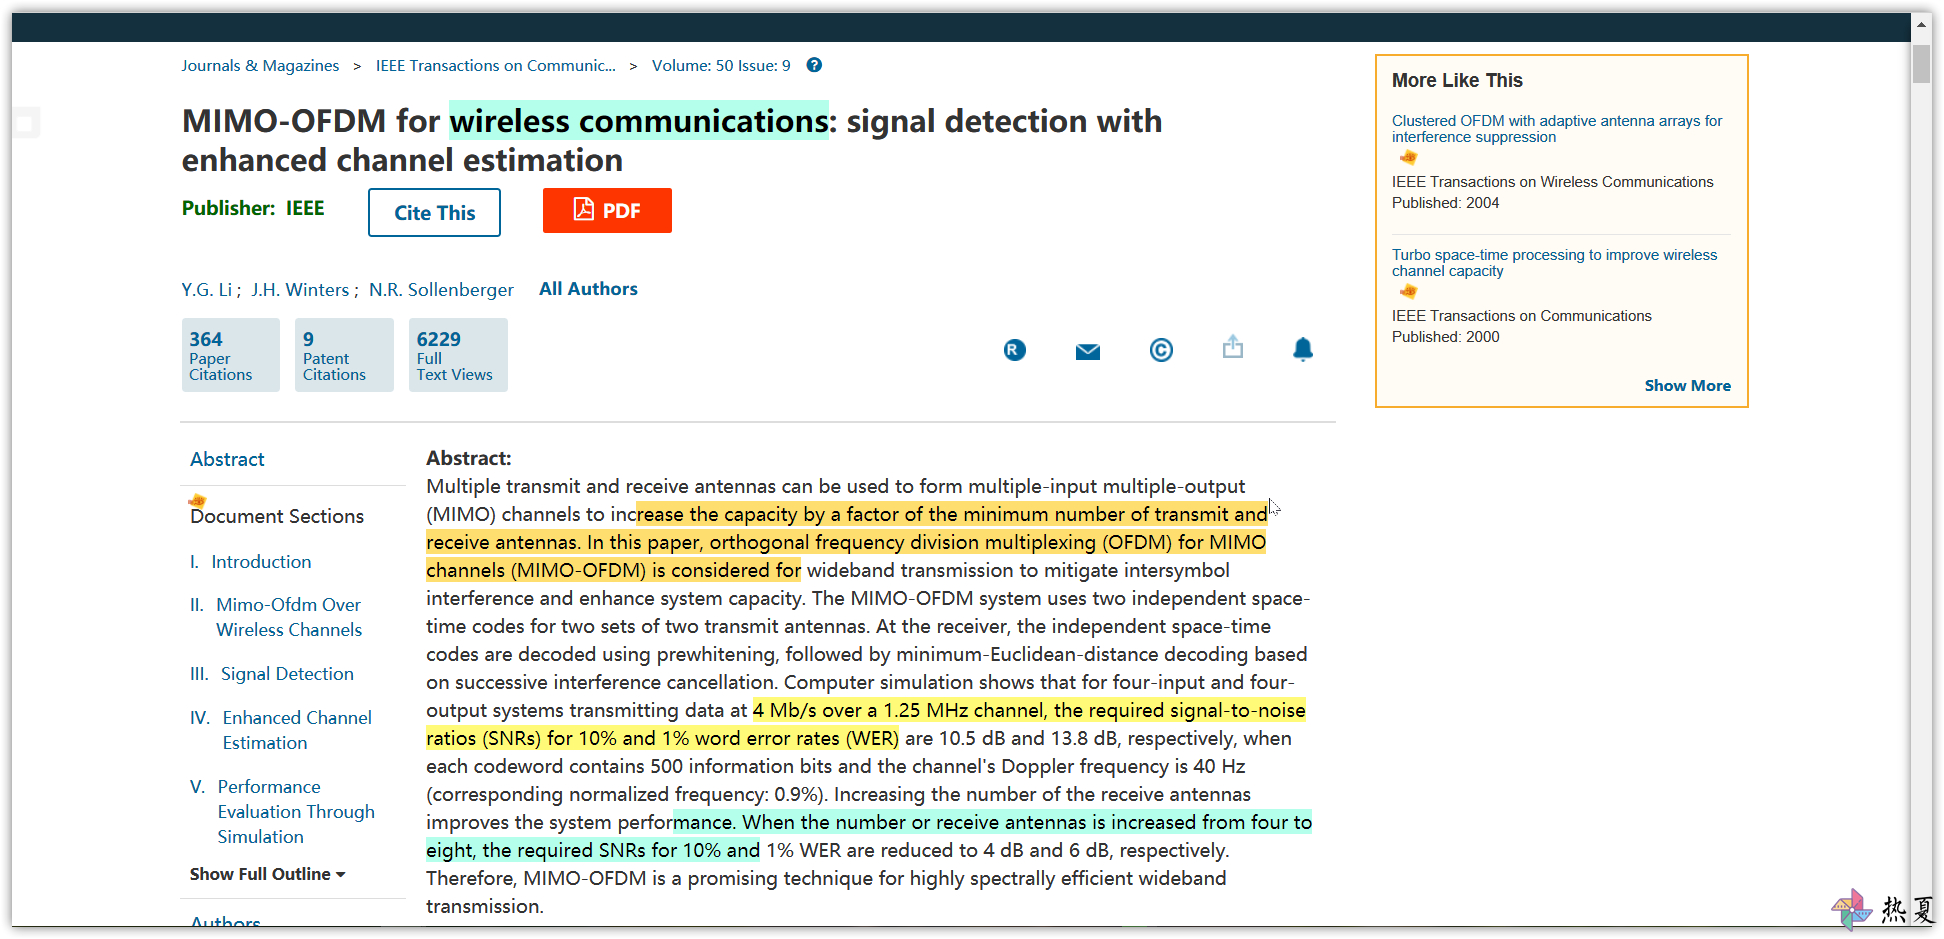 Journals & Magazines > IEEE Transactions on Communic... > Volume: 50 Issue: 9 ?
MIMO-OFDM for wireless communications: signal detection with
enhanced channel estimation
Publisher: IEEE
Cite This
PDF
Y.G. Li ; J.H. Winters ; N.R. Sollenberger All Authors
364
Paper
Citations
9
Patent
Citations
6229
Full
Text Views
R
©
More Like This
Clustered OFDM with adaptive antenna arrays for
interference suppression
IEEE Transactions on Wireless Communications
Published: 2004
Turbo space-time processing to improve wireless
channel capacity
IEEE Transactions on Communications
Published: 2000
Show More
Abstract
Document Sections
I. Introduction
II. Mimo-Ofdm Over
Wireless Channels
III. Signal Detection
IV. Enhanced Channel
Estimation
V. Performance
Evaluation Through
Simulation
Show Full Outline
Authors
Abstract:
Multiple transmit and receive antennas can be used to form multiple-input multiple-output
(MIMO) channels to increase the capacity by a factor of the minimum number of transmit and
receive antennas. In this paper, orthogonal frequency division multiplexing (OFDM) for MIMO
channels (MIMO-OFDM) is considered for wideband transmission to mitigate intersymbol
interference and enhance system capacity. The MIMO-OFDM system uses two independent space-
time codes for two sets of two transmit antennas. At the receiver, the independent space-time
codes are decoded using prewhitening, followed by minimum-Euclidean-distance decoding based
on successive interference cancellation. Computer simulation shows that for four-input and four-
output systems transmitting data at 4 Mb/s over a 1.25 MHz channel, the required signal-to-noise
ratios (SNRs) for 10% and 1% word error rates (WER) are 10.5 dB and 13.8 dB, respectively, when
each codeword contains 500 information bits and the channel's Doppler frequency is 40 Hz
(corresponding normalized frequency: 0.9%). Increasing the number of the receive antennas
improves the system performance. When the number or receive antennas is increased from four to
eight, the required SNRs for 10% and 1% WER are reduced to 4 dB and 6 dB, respectively.
Therefore, MIMO-OFDM is a promising technique for highly spectrally efficient wideband
transmission.
热夏